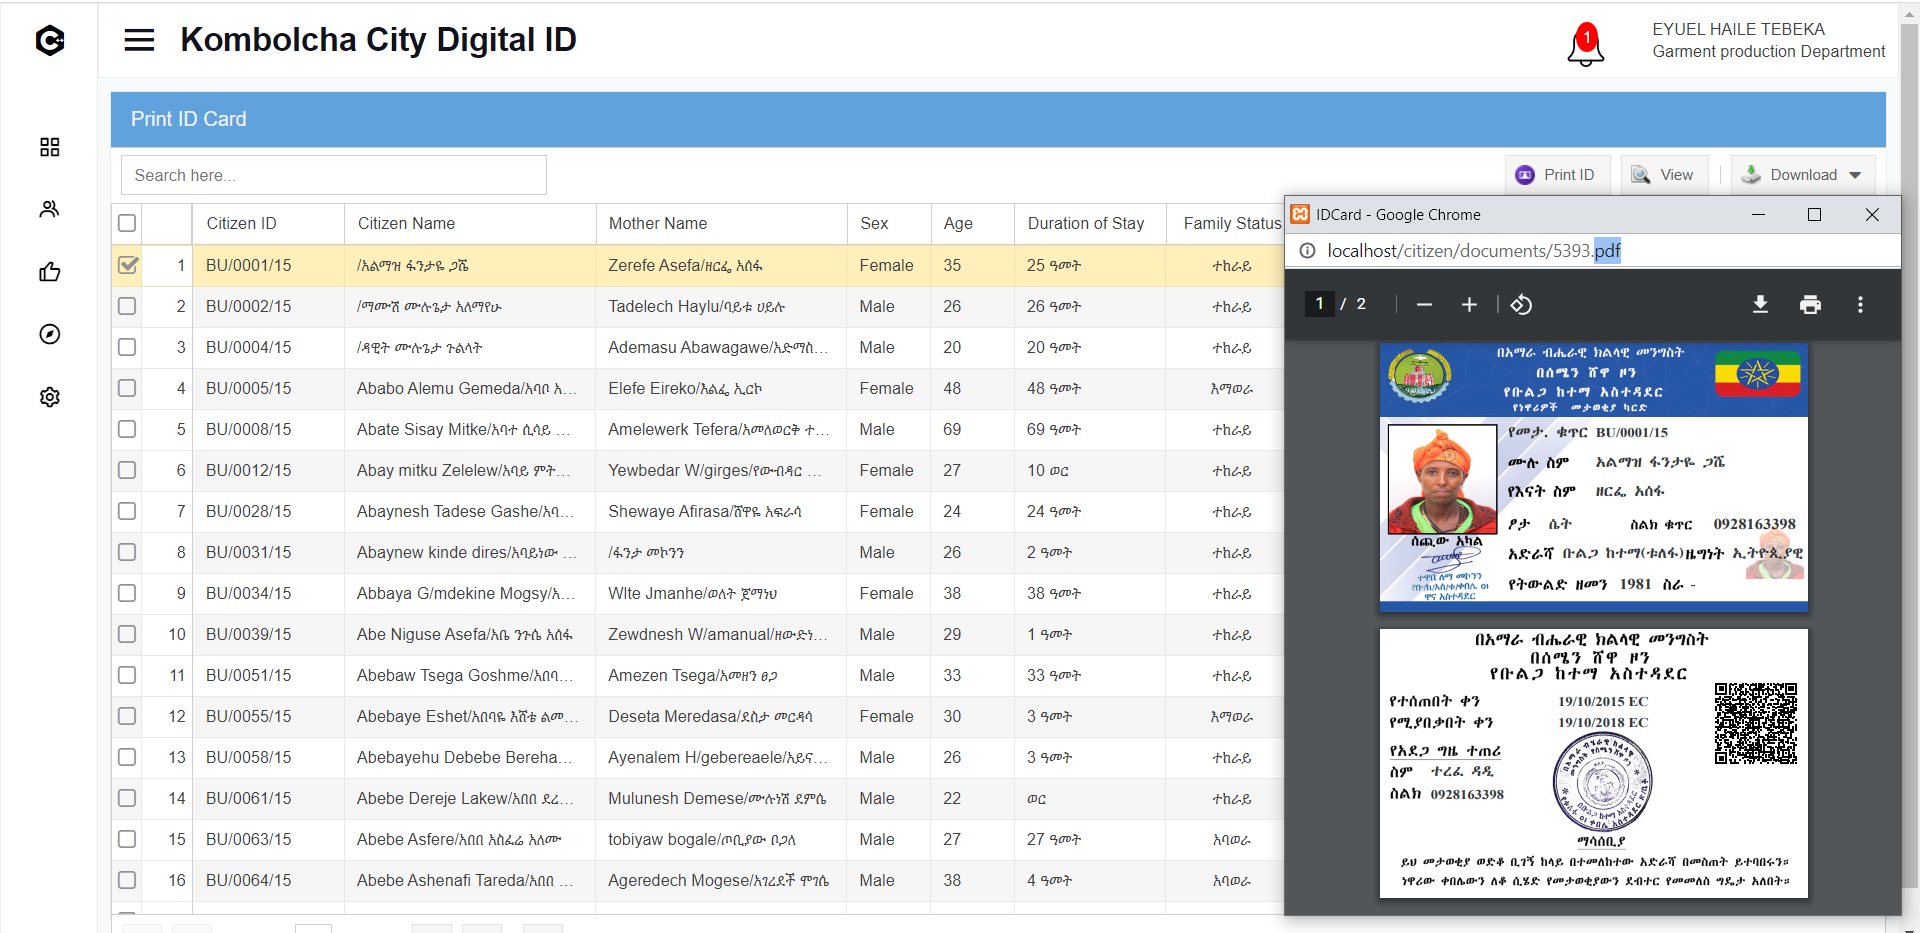 Kombolcha City Digital ID
1
EYUEL HAILE TEBEKA
Garment production Department
Print ID Card
Search here...
Print ID
View
Download
Citizen ID Citizen Name Mother Name Sex Age Duration of Stay Family Status
1 BU/0001/15 /አልማዝ ፋንታዬ ጋሼ Zerefe Asefa/ዘርፌ አሰፋ Female 35 25 ዓመት ተከራይ
2 BU/0002/15 /ማሙሽ ሙሉጌታ አለማየሁ Tadelech Haylu/ባይቱ ሀይሉ Male 26 26 ዓመት ተከራይ
3 BU/0004/15 /ዳዊት ሙሉጌታ ጉልላት Ademasu Abawagawe/አድማስ... Male 20 20 ዓመት ተከራይ
4 BU/0005/15 Ababo Alemu Gemeda/አባቦ አ... Elefe Eireko/እልፌ ኢርኮ Female 48 48 ዓመት እማወራ
5 BU/0008/15 Abate Sisay Mitke/አባተ ሲሳይ ... Amelewerk Tefera/አመለወርቅ ተ... Male 69 69 ዓመት ተከራይ
6 BU/0012/15 Abay mitku Zelelew/አባይ ምት... Yewbedar W/girges/የውብዳር ... Female 27 10 ወር ተከራይ
7 BU/0028/15 Abaynesh Tadese Gashe/አባ... Shewaye Afirasa/ሸዋዬ አፍራሳ Female 24 24 ዓመት ተከራይ
8 BU/0031/15 Abaynew kinde dires/አባይነው ... /ፋንታ መኮንን Male 26 2 ዓመት ተከራይ
9 BU/0034/15 Abbaya G/mdekine Mogsy/አ... Wlte Jmanhe/ወለት ጀማነህ Female 38 38 ዓመት ተከራይ
10 BU/0039/15 Abe Niguse Asefa/አቤ ንጉሴ አሰፋ Zewdnesh W/amanual/ዘውድነ... Male 29 1 ዓመት ተከራይ
11 BU/0051/15 Abebaw Tsega Goshme/አበባ... Amezen Tsega/አመዘን ፀጋ Male 33 33 ዓመት ተከራይ
12 BU/0055/15 Abebaye Eshet/አበባዬ እሸቴ ልመ... Deseta Meredasa/ደስታ መርዳሳ Female 30 3 ዓመት እማወራ
13 BU/0058/15 Abebayehu Debebe Bereha... Ayenalem H/gebereaele/አይና... Male 26 3 ዓመት ተከራይ
14 BU/0061/15 Abebe Dereje Lakew/አበበ ደረ... Mulunesh Demese/ሙሉነሽ ደምሴ Male 22 ወር ተከራይ
15 BU/0063/15 Abebe Asfere/አበበ አስፈሬ አለሙ tobiyaw bogale/ጦቢያው ቦጋለ Male 27 27 ዓመት አባወራ
16 BU/0064/15 Abebe Ashenafi Tareda/አበበ ... Ageredech Mogese/አገረደች ሞገሴ Male 38 4 ዓመት አባወራ
IDCard - Google Chrome
localhost/citizen/documents/5393.pdf
1 / 2
በአማራ ብሔራዊ ክልላዊ መንግስት
በሰሜን ሸዋ ዞን
የቡልጋ ከተማ አስተዳደር
የነዋሪዎች መታወቂያ ካርድ
የመታ. ቁጥር BU/0001/15
ሙሉ ስም አልማዝ ፋንታዬ ጋሼ
የእናት ስም ዘርፌ አሰፋ
ፆታ ሴት ስልክ ቁጥር 0928163398
አድራሻ ቡልጋ ከተማ(ቱለፋ) ዜግነት ኢትዮጲያዊ
የትውልድ ዘመን 1981 ስራ -
ሰጪው አካል
በአማራ ብሔራዊ ክልላዊ መንግስት
በሰሜን ሸዋ ዞን
የቡልጋ ከተማ አስተዳደር
የተሰጠበት ቀን 19/10/2015 EC
የሚያበቃበት ቀን 19/10/2018 EC
የአደጋ ግዜ ተጠሪ
ስም ተረፈ ዳዲ
ስልክ 0928163398
ማሳሰቢያ
ይህ መታወቂያ ወድቆ ቢገኝ ከላይ በተመለከተው አድራሻ በመስጠት ይተባበሩን።
ነዋሪው ቀበሌውን ለቆ ሲሄድ የመታወቂያውን ደብተር የመመለስ ግዴታ አለበት።